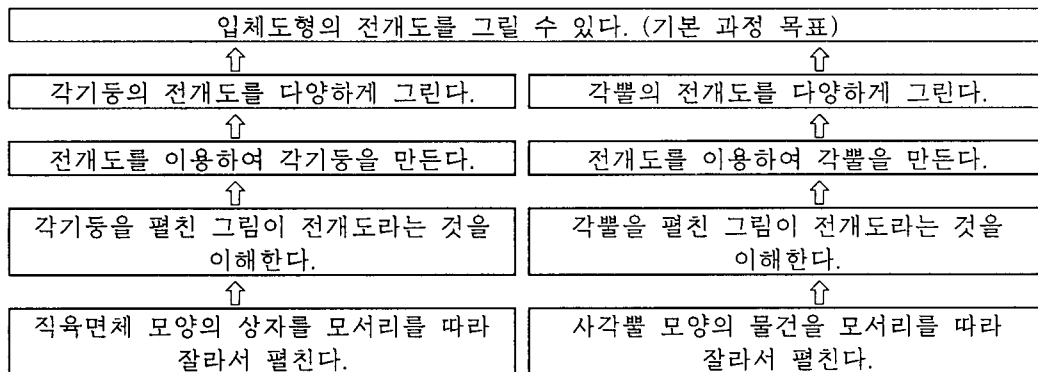 입체도형의 전개도를 그릴 수 있다. (기본 과정 목표)
⇧ ⇧
각기둥의 전개도를 다양하게 그린다. 각뿔의 전개도를 다양하게 그린다.
⇧ ⇧
전개도를 이용하여 각기둥을 만든다. 전개도를 이용하여 각뿔을 만든다.
⇧ ⇧
각기둥을 펼친 그림이 전개도라는 것을
이해한다.
각뿔을 펼친 그림이 전개도라는 것을
이해한다.
⇧ ⇧
직육면체 모양의 상자를 모서리를 따라
잘라서 펼친다.
사각뿔 모양의 물건을 모서리를 따라
잘라서 펼친다.